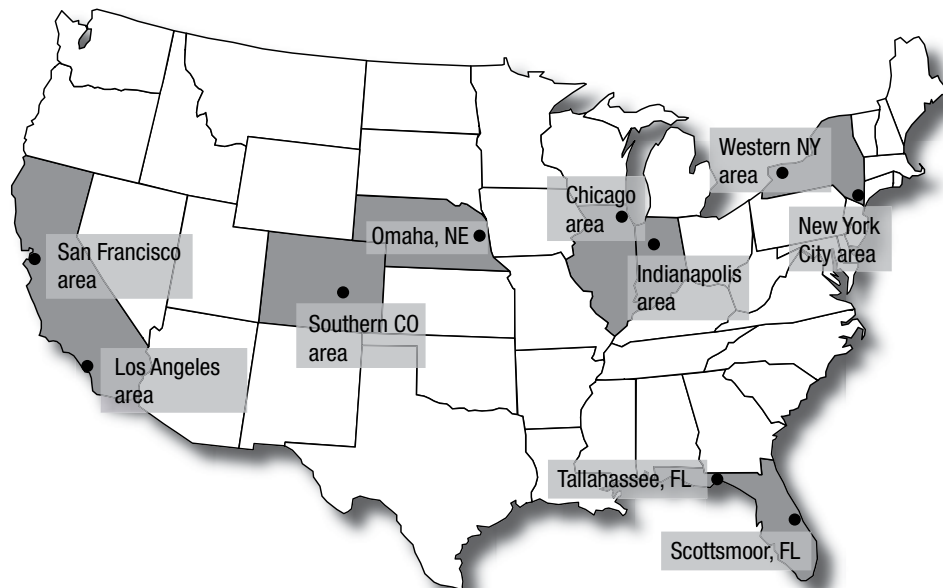 Western NY
area
Chicago
area
New York
City area
Omaha, NE
San Francisco
area
Indianapolis
area
Southern CO
area
Los Angeles
area
Tallahassee, FL
Scottsmoor, FL